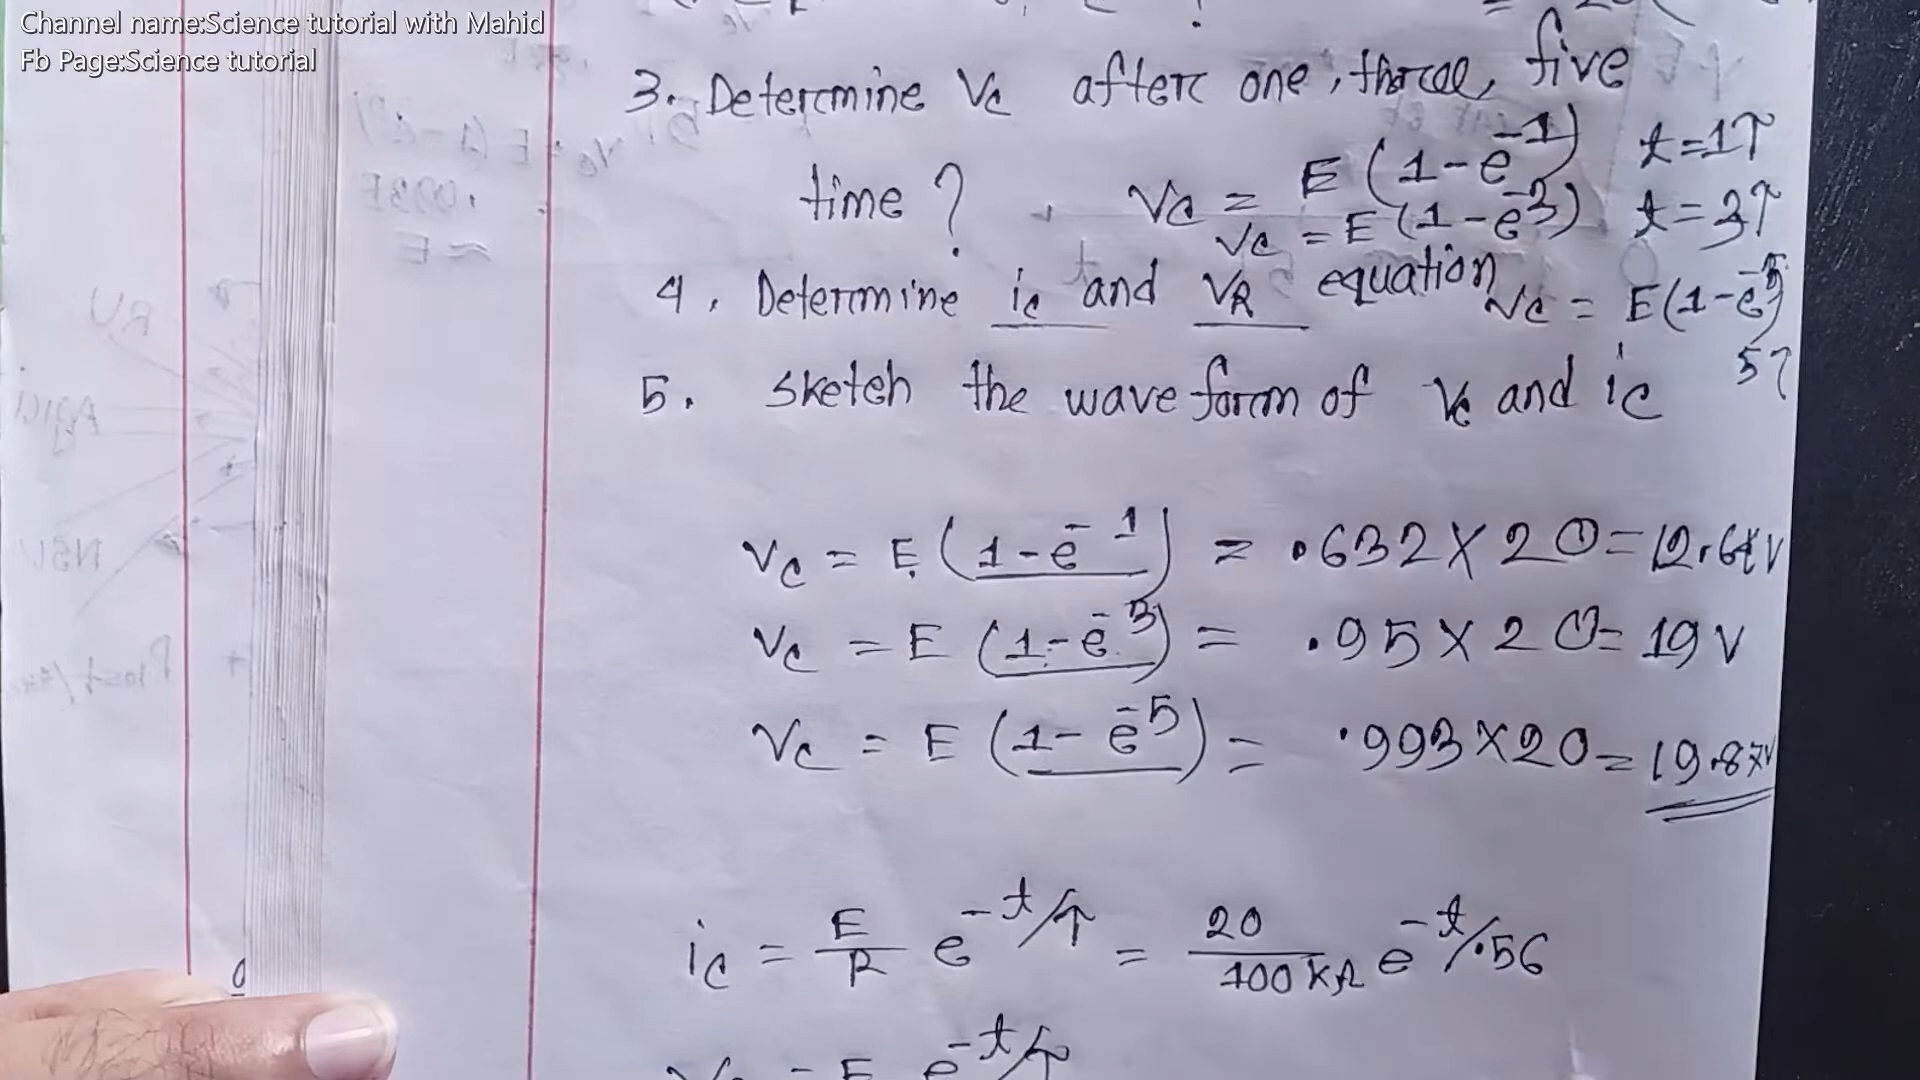 Channel name:Science tutorial with Mahid
Fb Page:Science tutorial
3. Determine Vc after one, three, five
time ? Vc = E (1-e^-1) t=1τ
Vc = E (1-e^-3) t=3τ
4. Determine ic and VR equation
Vc = E(1-e^-5)
5τ
5. Sketch the wave form of Vc and ic
Vc = E (1-e^-1) = .632 X 20 = 12.64V
Vc = E (1-e^-3) = .95 X 20 = 19 V
Vc = E (1-e^-5) = .993 X 20 = 19.87V
ic = E/R e^-t/τ = 20/100KΩ e^-t/.56
E e^-t/τ